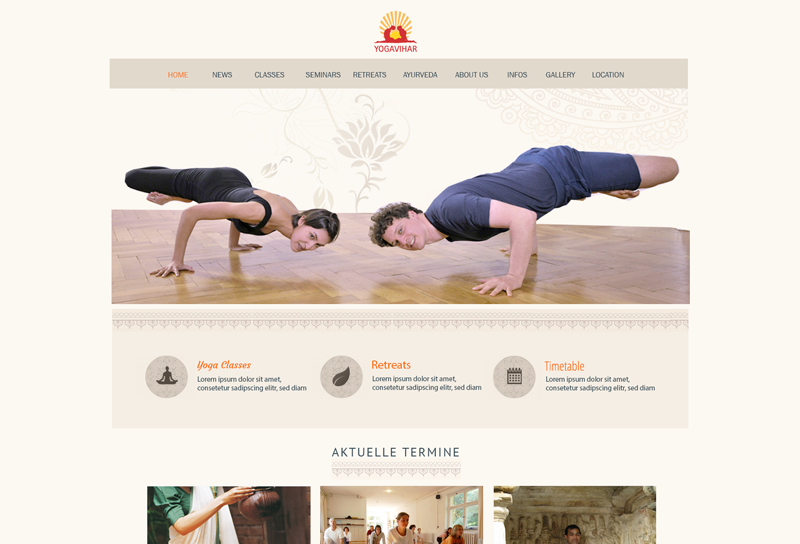 YOGAVIHAR
HOME NEWS CLASSES SEMINARS RETREATS AYURVEDA ABOUT US INFOS GALLERY LOCATION
Yoga Classes
Lorem ipsum dolor sit amet,
consetetur sadipscing elitr, sed diam
Retreats
Lorem ipsum dolor sit amet,
consetetur sadipscing elitr, sed diam
Timetable
Lorem ipsum dolor sit amet,
consetetur sadipscing elitr, sed diam
AKTUELLE TERMINE